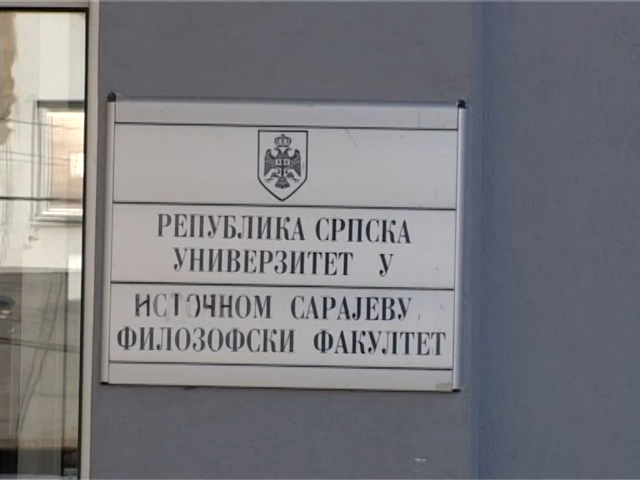 РЕПУБЛИКА СРПСКА
УНИВЕРЗИТЕТ У
ИСТОЧНОМ САРАЈЕВУ
ФИЛОЗОФСКИ ФАКУЛТЕТ